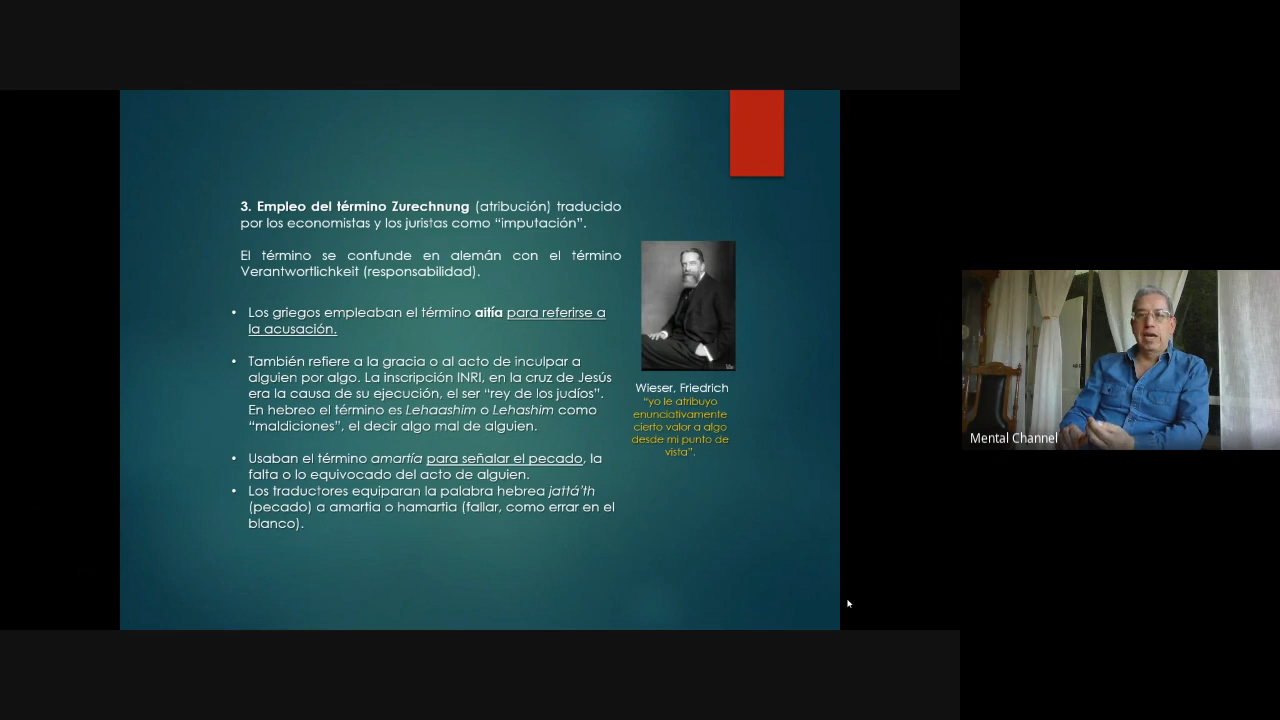 3. Empleo del término Zurechnung (atribución) traducido
por los economistas y los juristas como “imputación”.
El término se confunde en alemán con el término
Verantwortlichkeit (responsabilidad).
• Los griegos empleaban el término aitía para referirse a
la acusación.
• También refiere a la gracia o al acto de inculpar a
alguien por algo. La inscripción INRI, en la cruz de Jesús
era la causa de su ejecución, el ser “rey de los judíos”.
En hebreo el término es Lehaashim o Lehashim como
“maldiciones”, el decir algo mal de alguien.
• Usaban el término amartía para señalar el pecado, la
falta o lo equivocado del acto de alguien.
• Los traductores equiparan la palabra hebrea jattá'th
(pecado) a amartia o hamartia (fallar, como errar en el
blanco).
Wieser, Friedrich
“yo le atribuyo
enunciativamente
cierto valor a algo
desde mi punto de
vista”.
Mental Channel